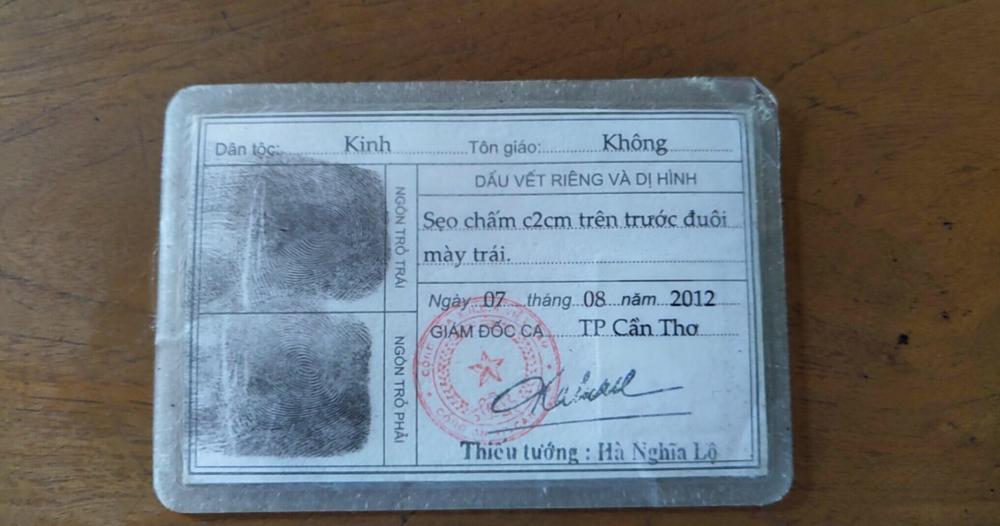 Dân tộc: Kinh Tôn giáo: Không
NGÓN TRỎ TRÁI
DẤU VẾT RIÊNG VÀ DỊ HÌNH
Sẹo chấm c2cm trên trước đuôi
mày trái.
Ngày 07 tháng 08 năm 2012
GIÁM ĐỐC CA TP Cần Thơ
NGÓN TRỎ PHẢI
Thiếu tướng : Hà Nghĩa Lộ